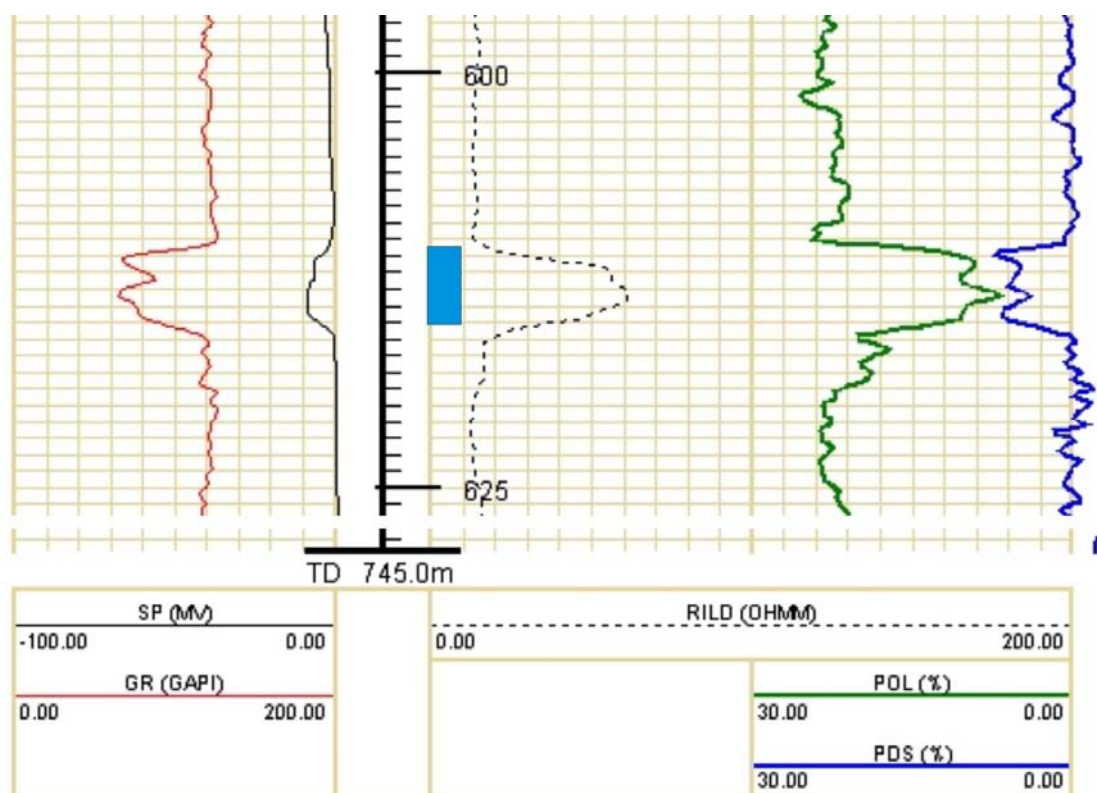 600
625
TD 745.0m
SP (MV)
-100.00 0.00
GR (GAPI)
0.00 200.00
RILD (OHMM)
0.00 200.00
POL (%)
30.00 0.00
PDS (%)
30.00 0.00